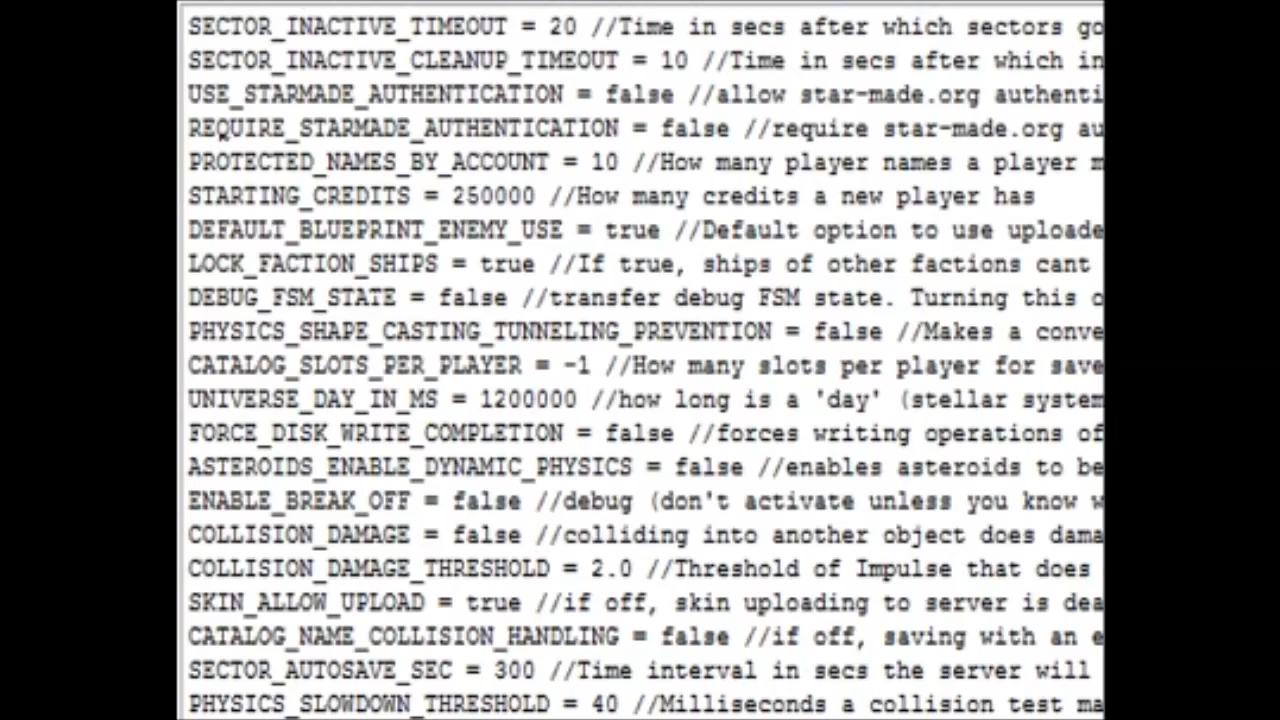 SECTOR_INACTIVE_TIMEOUT = 20 //Time in secs after which sectors go
SECTOR_INACTIVE_CLEANUP_TIMEOUT = 10 //Time in secs after which in
USE_STARMADE_AUTHENTICATION = false //allow star-made.org authenti
REQUIRE_STARMADE_AUTHENTICATION = false //require star-made.org au
PROTECTED_NAMES_BY_ACCOUNT = 10 //How many player names a player m
STARTING_CREDITS = 250000 //How many credits a new player has
DEFAULT_BLUEPRINT_ENEMY_USE = true //Default option to use uploade
LOCK_FACTION_SHIPS = true //If true, ships of other factions cant
DEBUG_FSM_STATE = false //transfer debug FSM state. Turning this o
PHYSICS_SHAPE_CASTING_TUNNELING_PREVENTION = false //Makes a conve
CATALOG_SLOTS_PER_PLAYER = -1 //How many slots per player for save
UNIVERSE_DAY_IN_MS = 1200000 //how long is a 'day' (stellar system
FORCE_DISK_WRITE_COMPLETION = false //forces writing operations of
ASTEROIDS_ENABLE_DYNAMIC_PHYSICS = false //enables asteroids to be
ENABLE_BREAK_OFF = false //debug (don't activate unless you know w
COLLISION_DAMAGE = false //colliding into another object does dama
COLLISION_DAMAGE_THRESHOLD = 2.0 //Threshold of Impulse that does
SKIN_ALLOW_UPLOAD = true //if off, skin uploading to server is dea
CATALOG_NAME_COLLISION_HANDLING = false //if off, saving with an e
SECTOR_AUTOSAVE_SEC = 300 //Time interval in secs the server will
PHYSICS_SLOWDOWN_THRESHOLD = 40 //Milliseconds a collision test ma